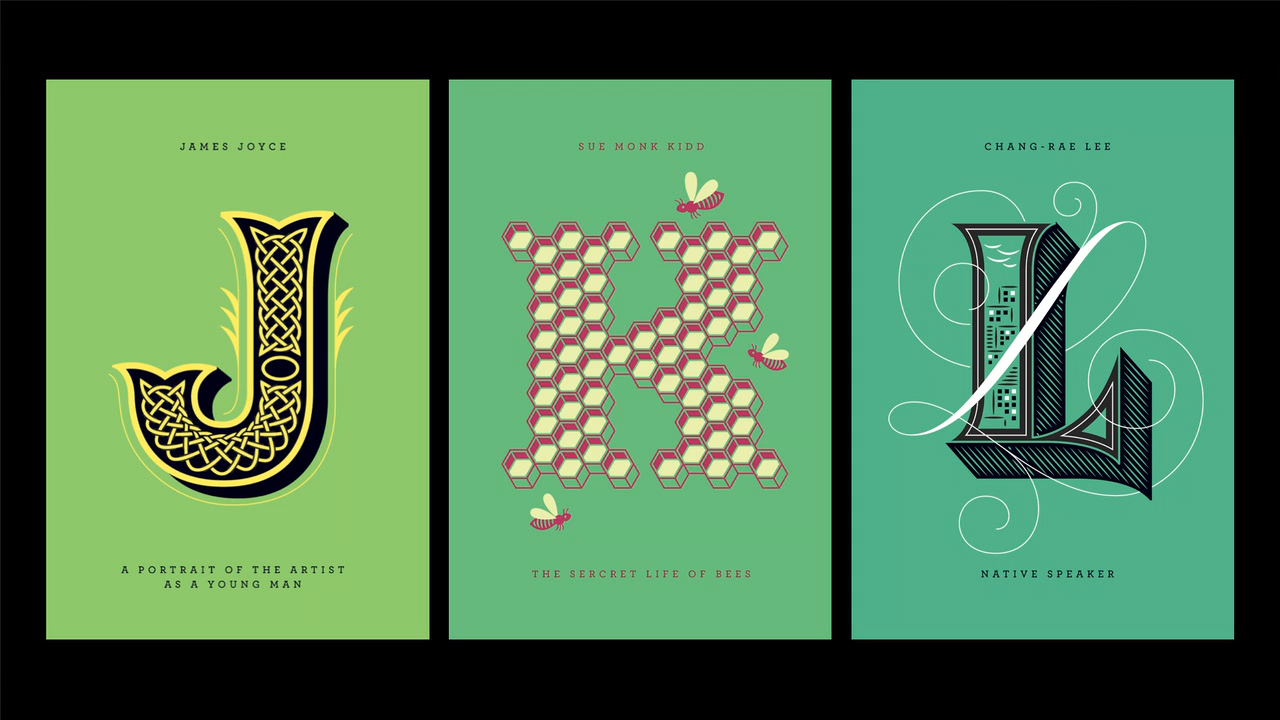 JAMES JOYCE
J
A PORTRAIT OF THE ARTIST
AS A YOUNG MAN
SUE MONK KIDD
K
THE SERCRET LIFE OF BEES
CHANG-RAE LEE
L
NATIVE SPEAKER